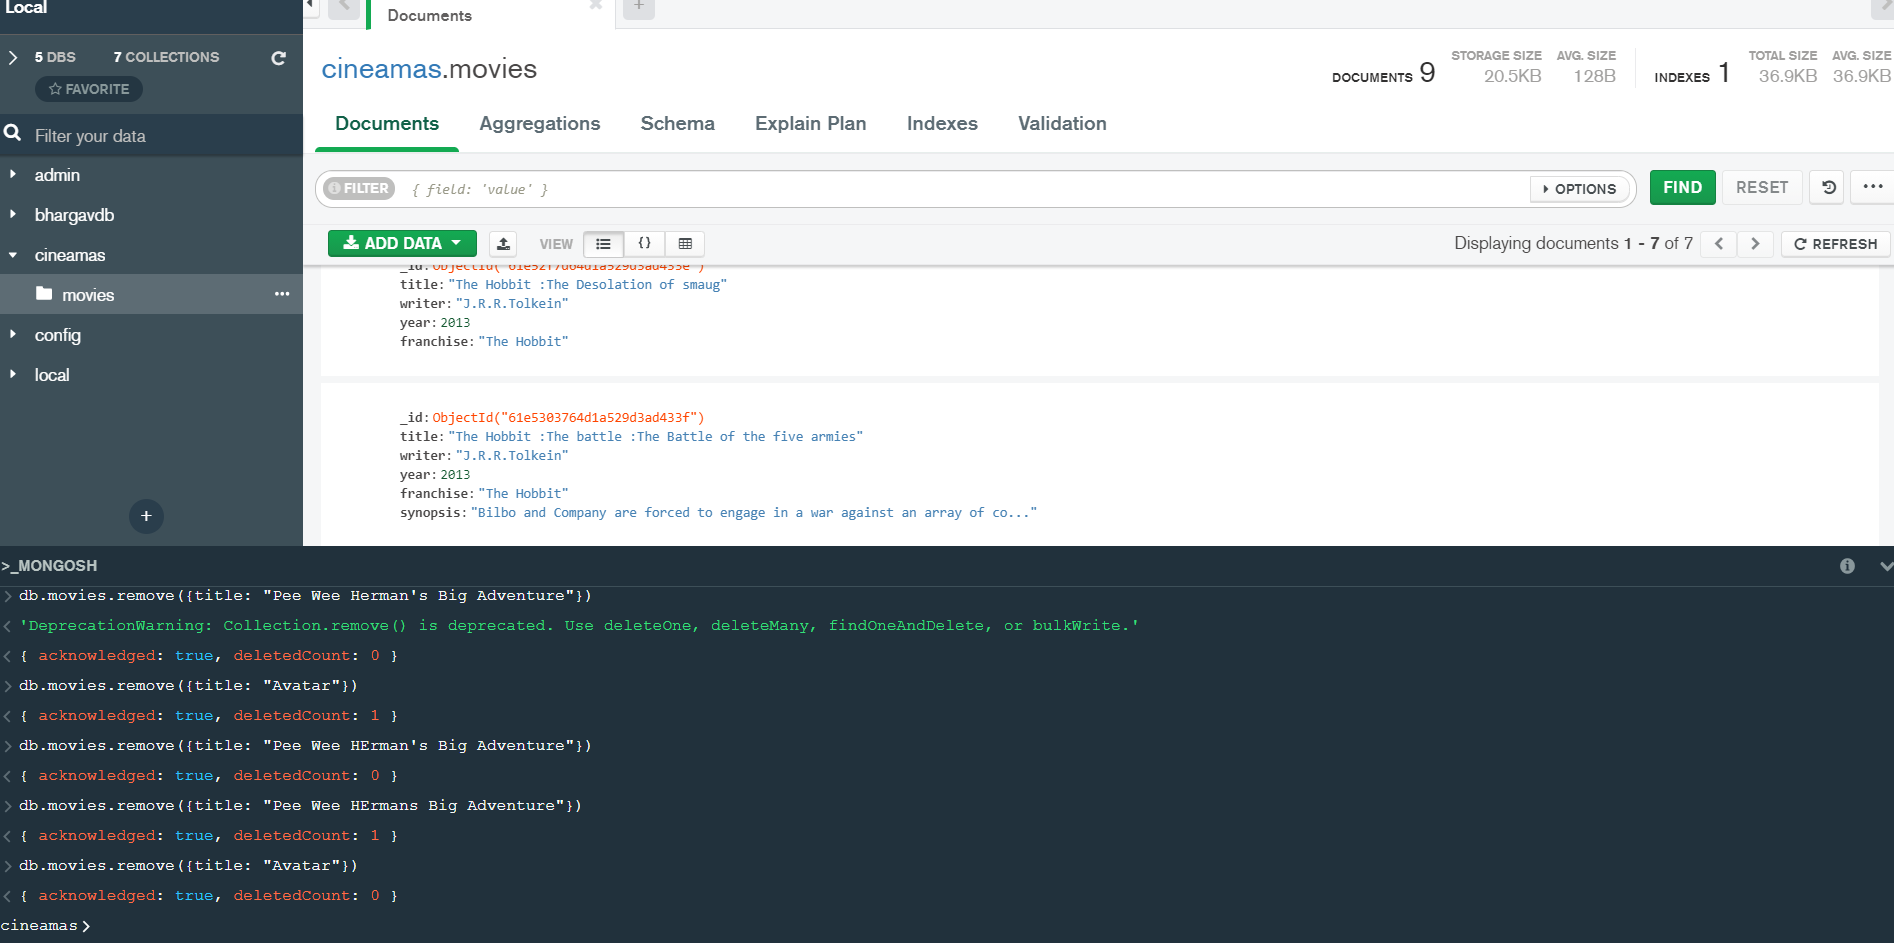 Local
5 DBS 7 COLLECTIONS
FAVORITE
Filter your data
admin
bhargavdb
cineamas
movies
config
local
+
Documents
+
cineamas.movies
DOCUMENTS 9
STORAGE SIZE
20.5KB
AVG. SIZE
128B
INDEXES 1
TOTAL SIZE
36.9KB
AVG. SIZE
36.9KB
Documents Aggregations Schema Explain Plan Indexes Validation
FILTER { field: 'value' } OPTIONS FIND RESET ...
ADD DATA VIEW {} Displaying documents 1 - 7 of 7 < > REFRESH
_id: ObjectId("61e52f7d64d1a529d3ad433e")
title: "The Hobbit :The Desolation of smaug"
writer: "J.R.R.Tolkein"
year: 2013
franchise: "The Hobbit"
_id: ObjectId("61e5303764d1a529d3ad433f")
title: "The Hobbit :The battle :The Battle of the five armies"
writer: "J.R.R.Tolkein"
year: 2013
franchise: "The Hobbit"
synopsis: "Bilbo and Company are forced to engage in a war against an array of co..."
>_MONGOSH
> db.movies.remove({title: "Pee Wee Herman's Big Adventure"})
< 'DeprecationWarning: Collection.remove() is deprecated. Use deleteOne, deleteMany, findOneAndDelete, or bulkWrite.'
< { acknowledged: true, deletedCount: 0 }
> db.movies.remove({title: "Avatar"})
< { acknowledged: true, deletedCount: 1 }
> db.movies.remove({title: "Pee Wee HErman's Big Adventure"})
< { acknowledged: true, deletedCount: 0 }
> db.movies.remove({title: "Pee Wee HErmans Big Adventure"})
< { acknowledged: true, deletedCount: 1 }
> db.movies.remove({title: "Avatar"})
< { acknowledged: true, deletedCount: 0 }
cineamas>